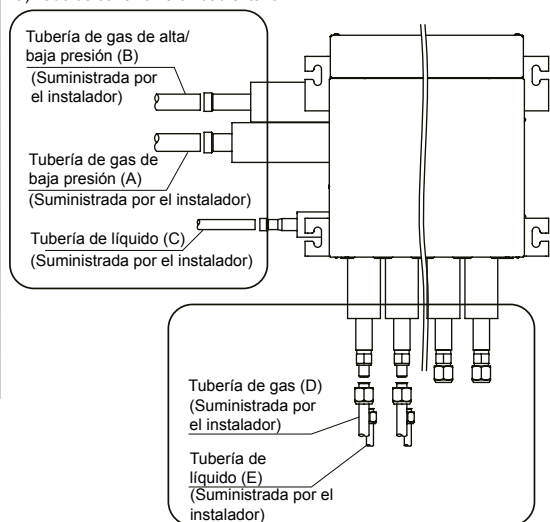 Tubería de gas de alta/
baja presión (B)
(Suministrada por
el instalador)
Tubería de gas de
baja presión (A)
(Suministrada por el instalador)
Tubería de líquido (C)
(Suministrada por el instalador)
Tubería de gas (D)
(Suministrada por
el instalador)
Tubería de
líquido (E)
(Suministrada por el
instalador)